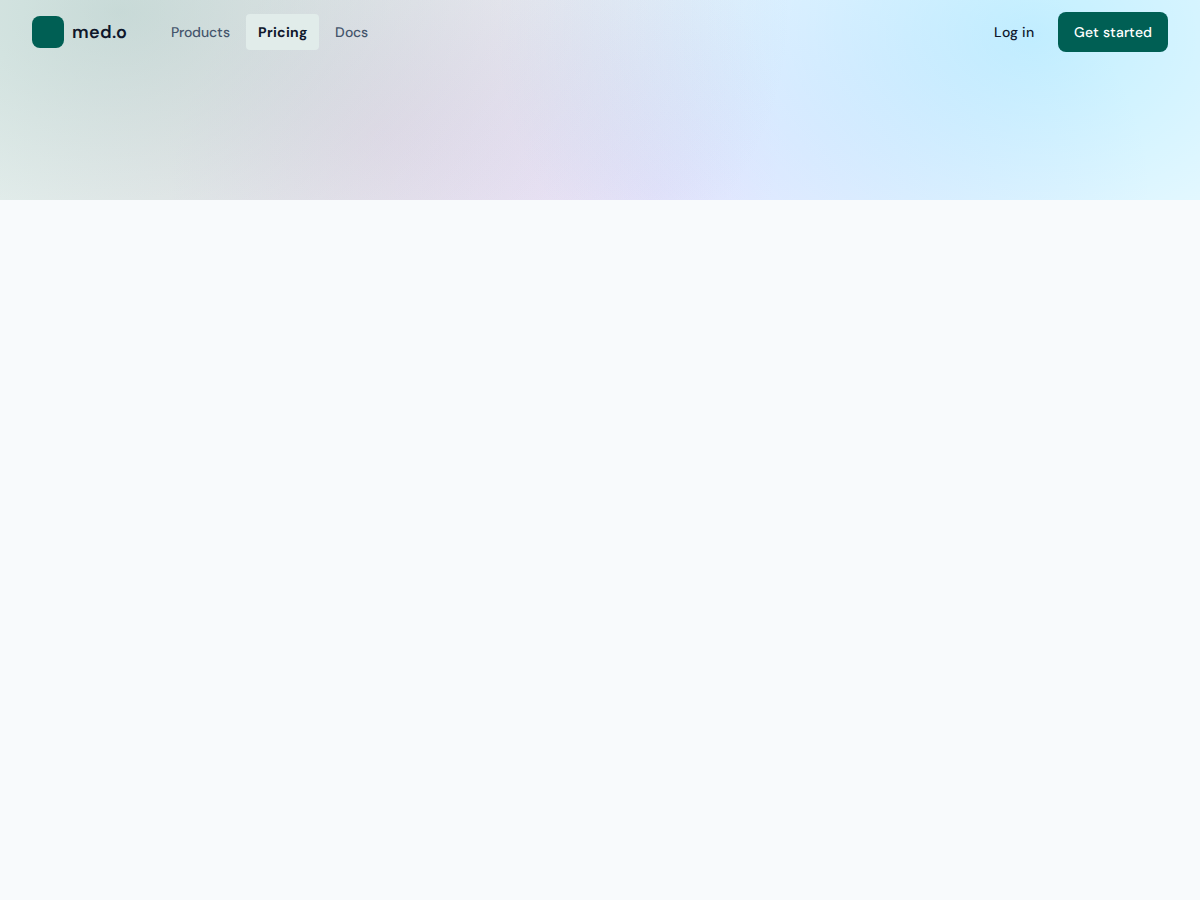 med.o
Products
Pricing
Docs
Log in
Get started